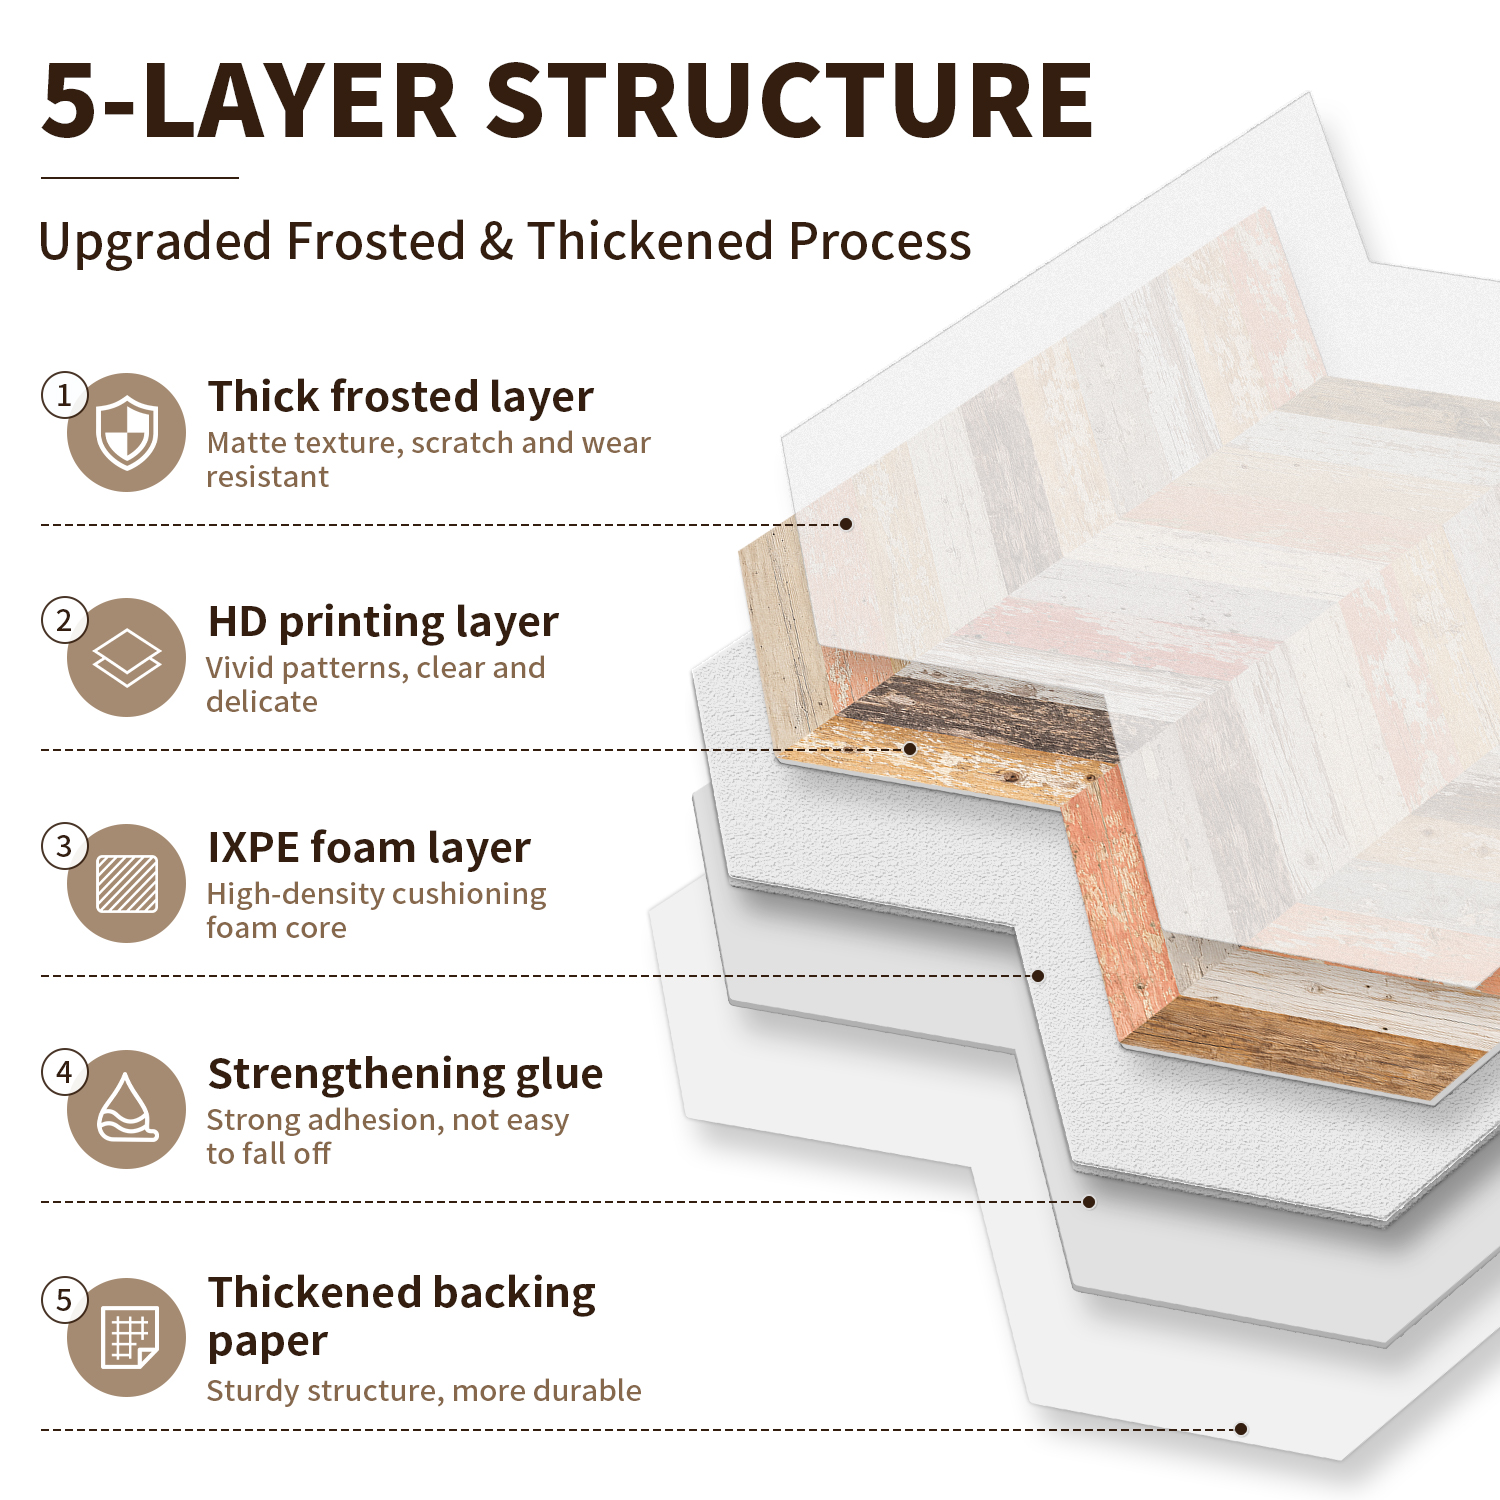 5-LAYER STRUCTURE
Upgraded Frosted & Thickened Process
1
Thick frosted layer
Matte texture, scratch and wear
resistant
2
HD printing layer
Vivid patterns, clear and
delicate
3
IXPE foam layer
High-density cushioning
foam core
4
Strengthening glue
Strong adhesion, not easy
to fall off
5
Thickened backing
paper
Sturdy structure, more durable